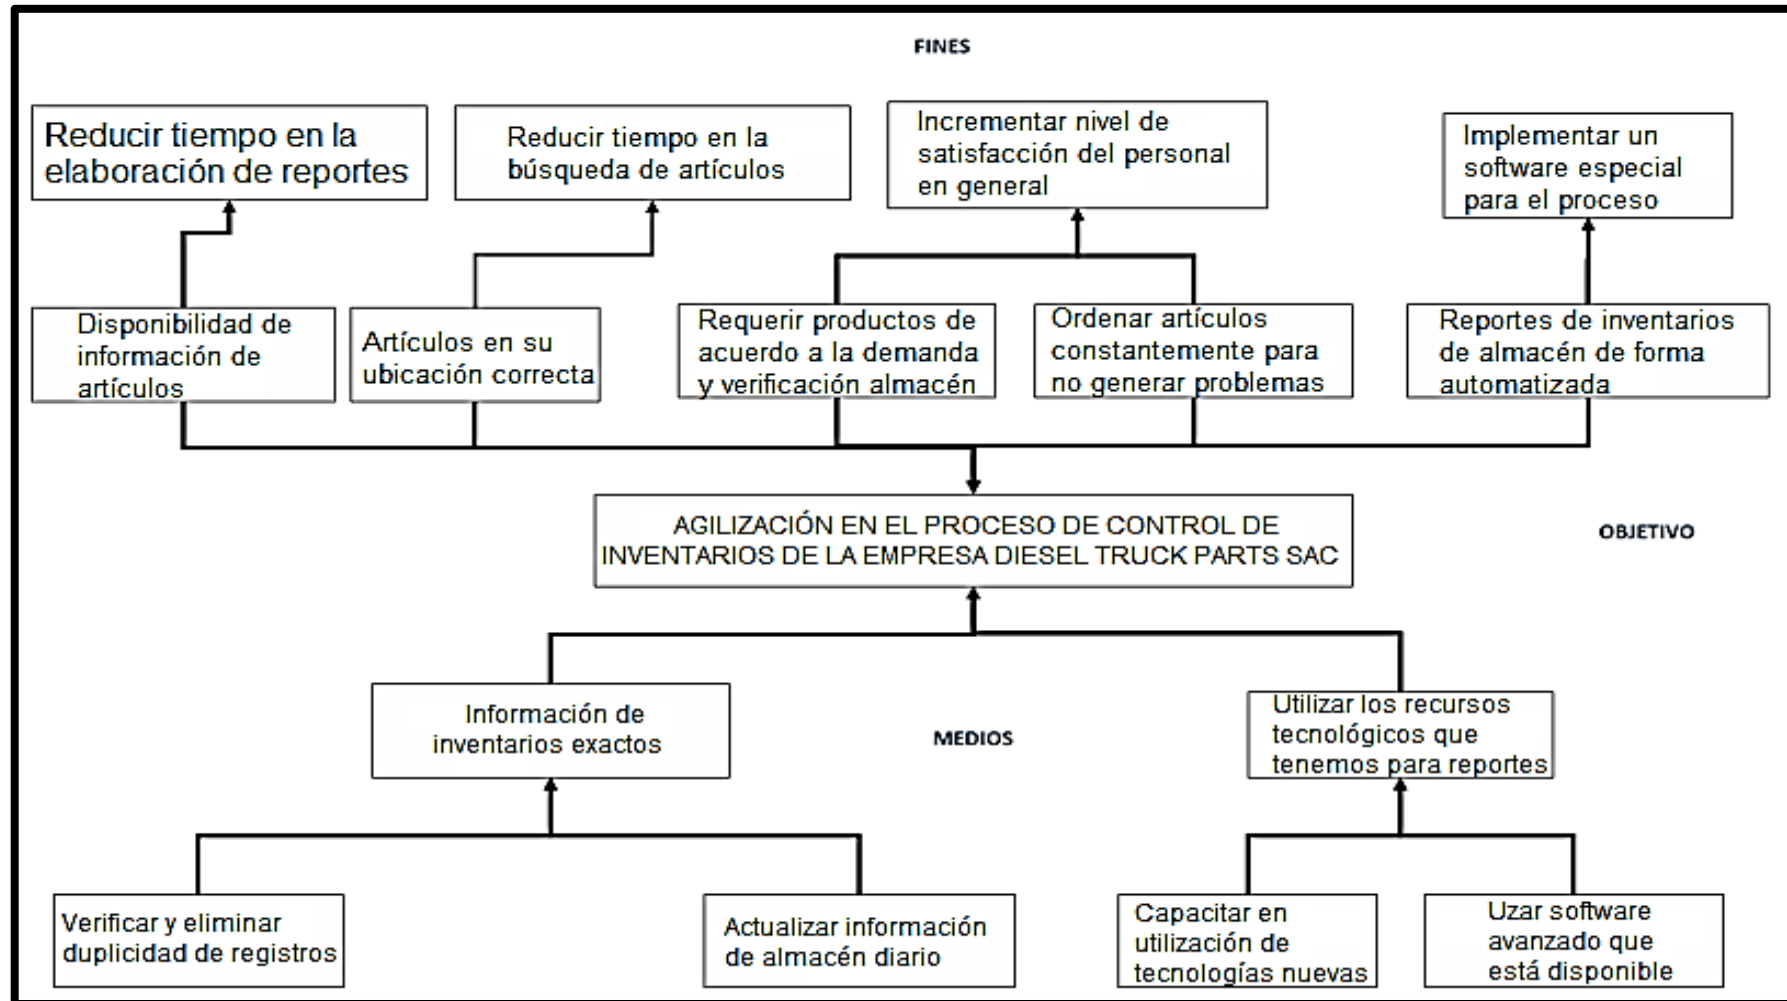 FINES
Reducir tiempo en la
elaboración de reportes
Reducir tiempo en la
búsqueda de artículos
Incrementar nivel de
satisfacción del personal
en general
Implementar un
software especial
para el proceso
Disponibilidad de
información de
artículos
Artículos en su
ubicación correcta
Requerir productos de
acuerdo a la demanda
y verificación almacén
Ordenar artículos
constantemente para
no generar problemas
Reportes de inventarios
de almacén de forma
automatizada
AGILIZACIÓN EN EL PROCESO DE CONTROL DE
INVENTARIOS DE LA EMPRESA DIESEL TRUCK PARTS SAC
OBJETIVO
Información de
inventarios exactos
MEDIOS
Utilizar los recursos
tecnológicos que
tenemos para reportes
Verificar y eliminar
duplicidad de registros
Actualizar información
de almacén diario
Capacitar en
utilización de
tecnologías nuevas
Uzar software
avanzado que
está disponible